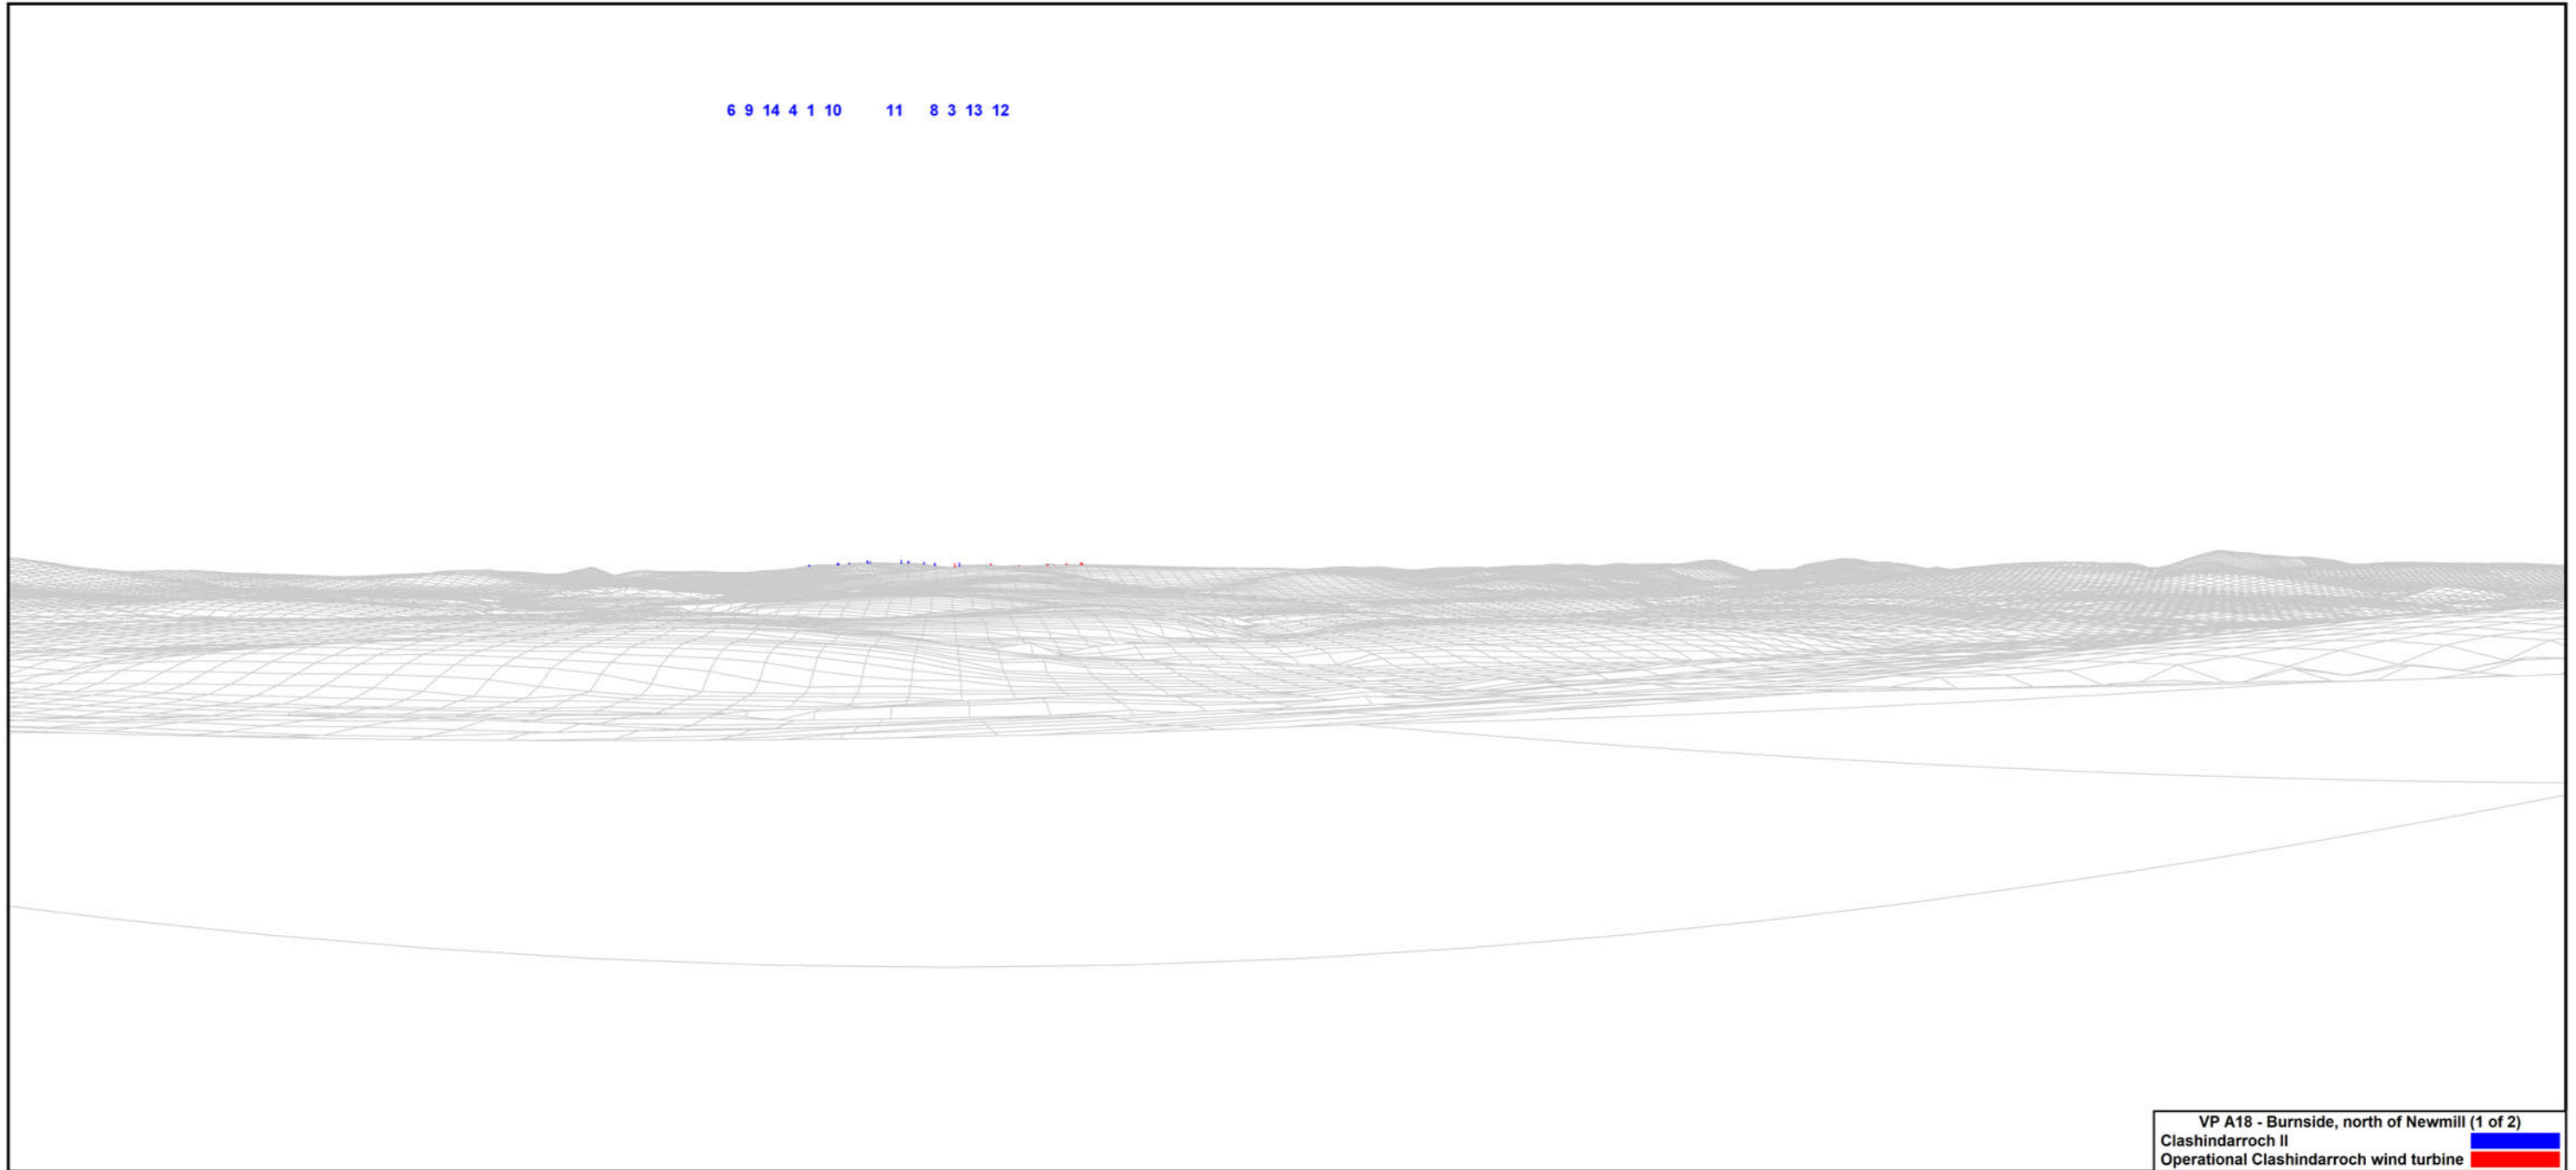 6 9 14 4 1 10 11 8 3 13 12
VP A18 - Burnside, north of Newmill (1 of 2)
Clashindarroch II
Operational Clashindarroch wind turbine